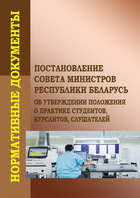 НОРМАТИВНЫЕ ДОКУМЕНТЫ
ПОСТАНОВЛЕНИЕ
СОВЕТА МИНИСТРОВ
РЕСПУБЛИКИ БЕЛАРУСЬ
ОБ УТВЕРЖДЕНИИ ПОЛОЖЕНИЯ
О ПРАКТИКЕ СТУДЕНТОВ,
КУРСАНТОВ, СЛУШАТЕЛЕЙ